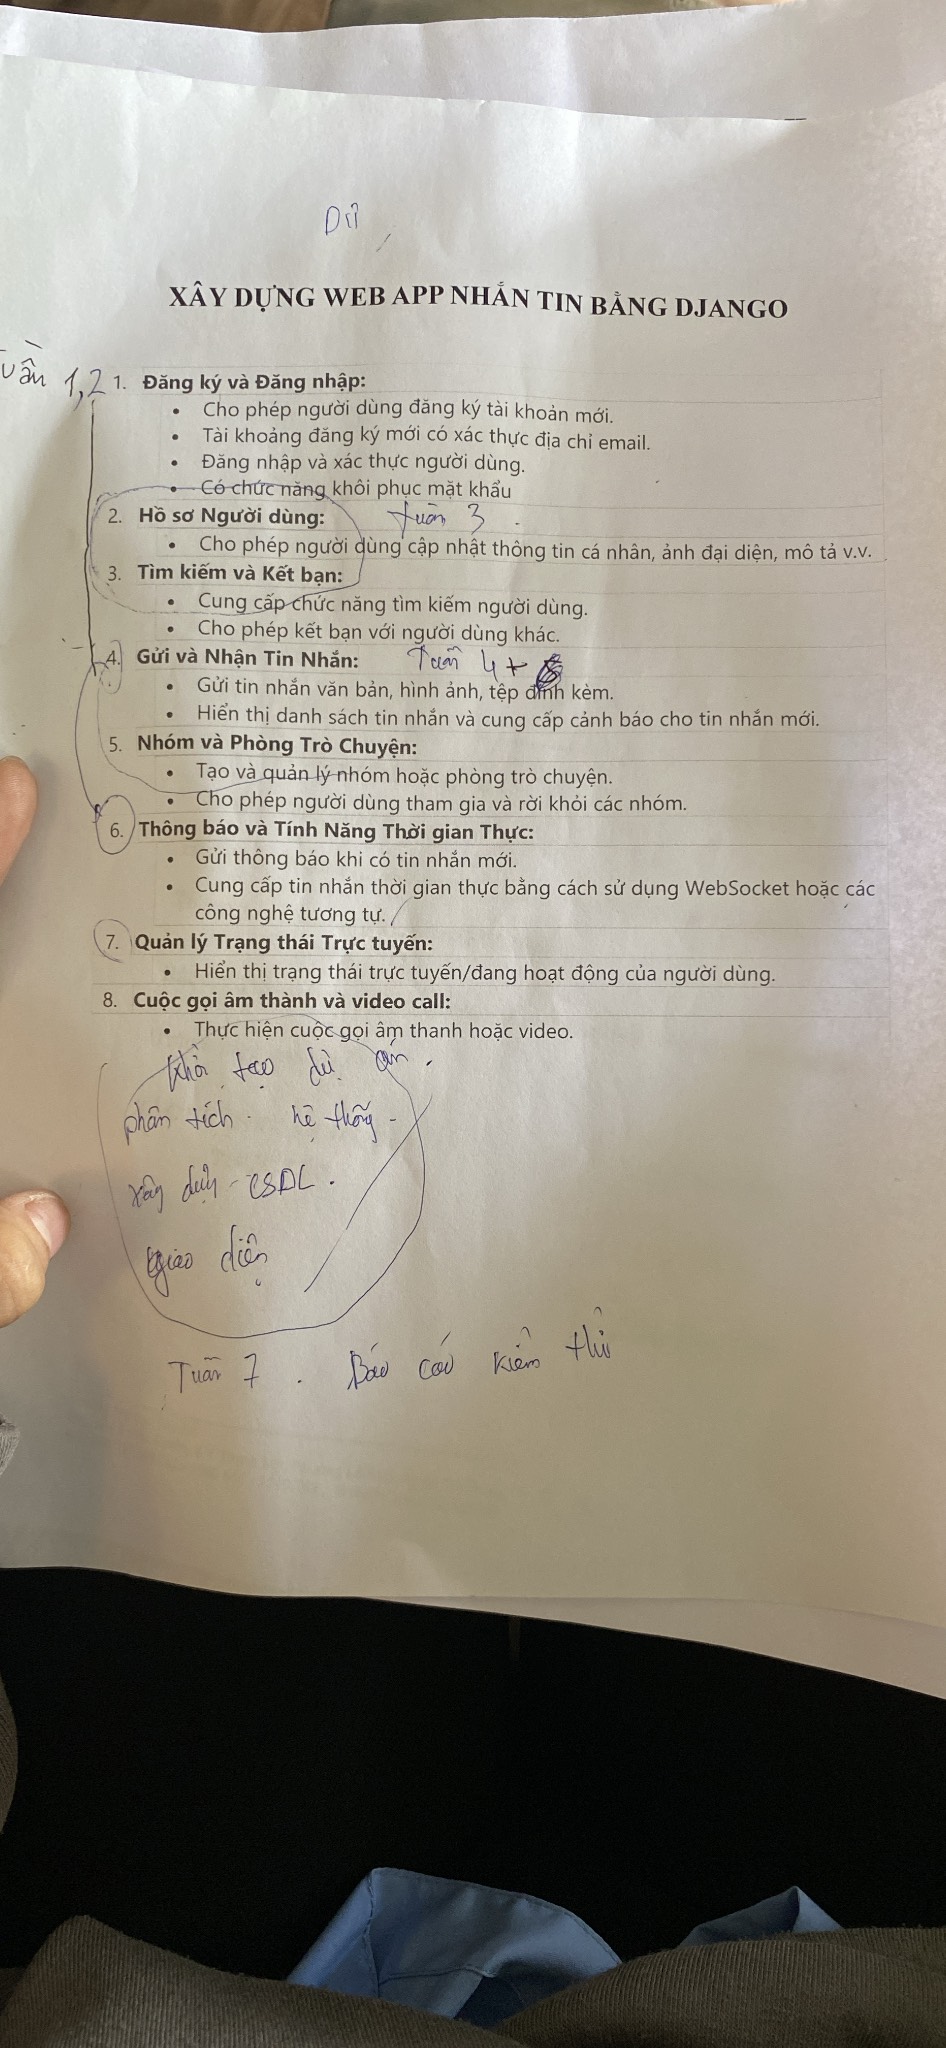 XÂY DỰNG WEB APP NHẮN TIN BẰNG DJANGO
1,2 1. Đăng ký và Đăng nhập:
• Cho phép người dùng đăng ký tài khoản mới.
• Tài khoảng đăng ký mới có xác thực địa chỉ email.
• Đăng nhập và xác thực người dùng.
• Có chức năng khôi phục mặt khẩu
2. Hồ sơ Người dùng: tuần 3
• Cho phép người dùng cập nhật thông tin cá nhân, ảnh đại diện, mô tả v.v.
3. Tìm kiếm và Kết bạn:
• Cung cấp chức năng tìm kiếm người dùng.
• Cho phép kết bạn với người dùng khác.
4. Gửi và Nhận Tin Nhắn: Tuần 4 +
• Gửi tin nhắn văn bản, hình ảnh, tệp đính kèm.
• Hiển thị danh sách tin nhắn và cung cấp cảnh báo cho tin nhắn mới.
5. Nhóm và Phòng Trò Chuyện:
• Tạo và quản lý nhóm hoặc phòng trò chuyện.
• Cho phép người dùng tham gia và rời khỏi các nhóm.
6. Thông báo và Tính Năng Thời gian Thực:
• Gửi thông báo khi có tin nhắn mới.
• Cung cấp tin nhắn thời gian thực bằng cách sử dụng WebSocket hoặc các
công nghệ tương tự.
7. Quản lý Trạng thái Trực tuyến:
• Hiển thị trạng thái trực tuyến/đang hoạt động của người dùng.
8. Cuộc gọi âm thành và video call:
• Thực hiện cuộc gọi âm thanh hoặc video.
khởi tạo dự án.
phân tích hệ thống
xây dựng CSDL.
giao diện
Tuần 7. Báo cáo kiểm thử